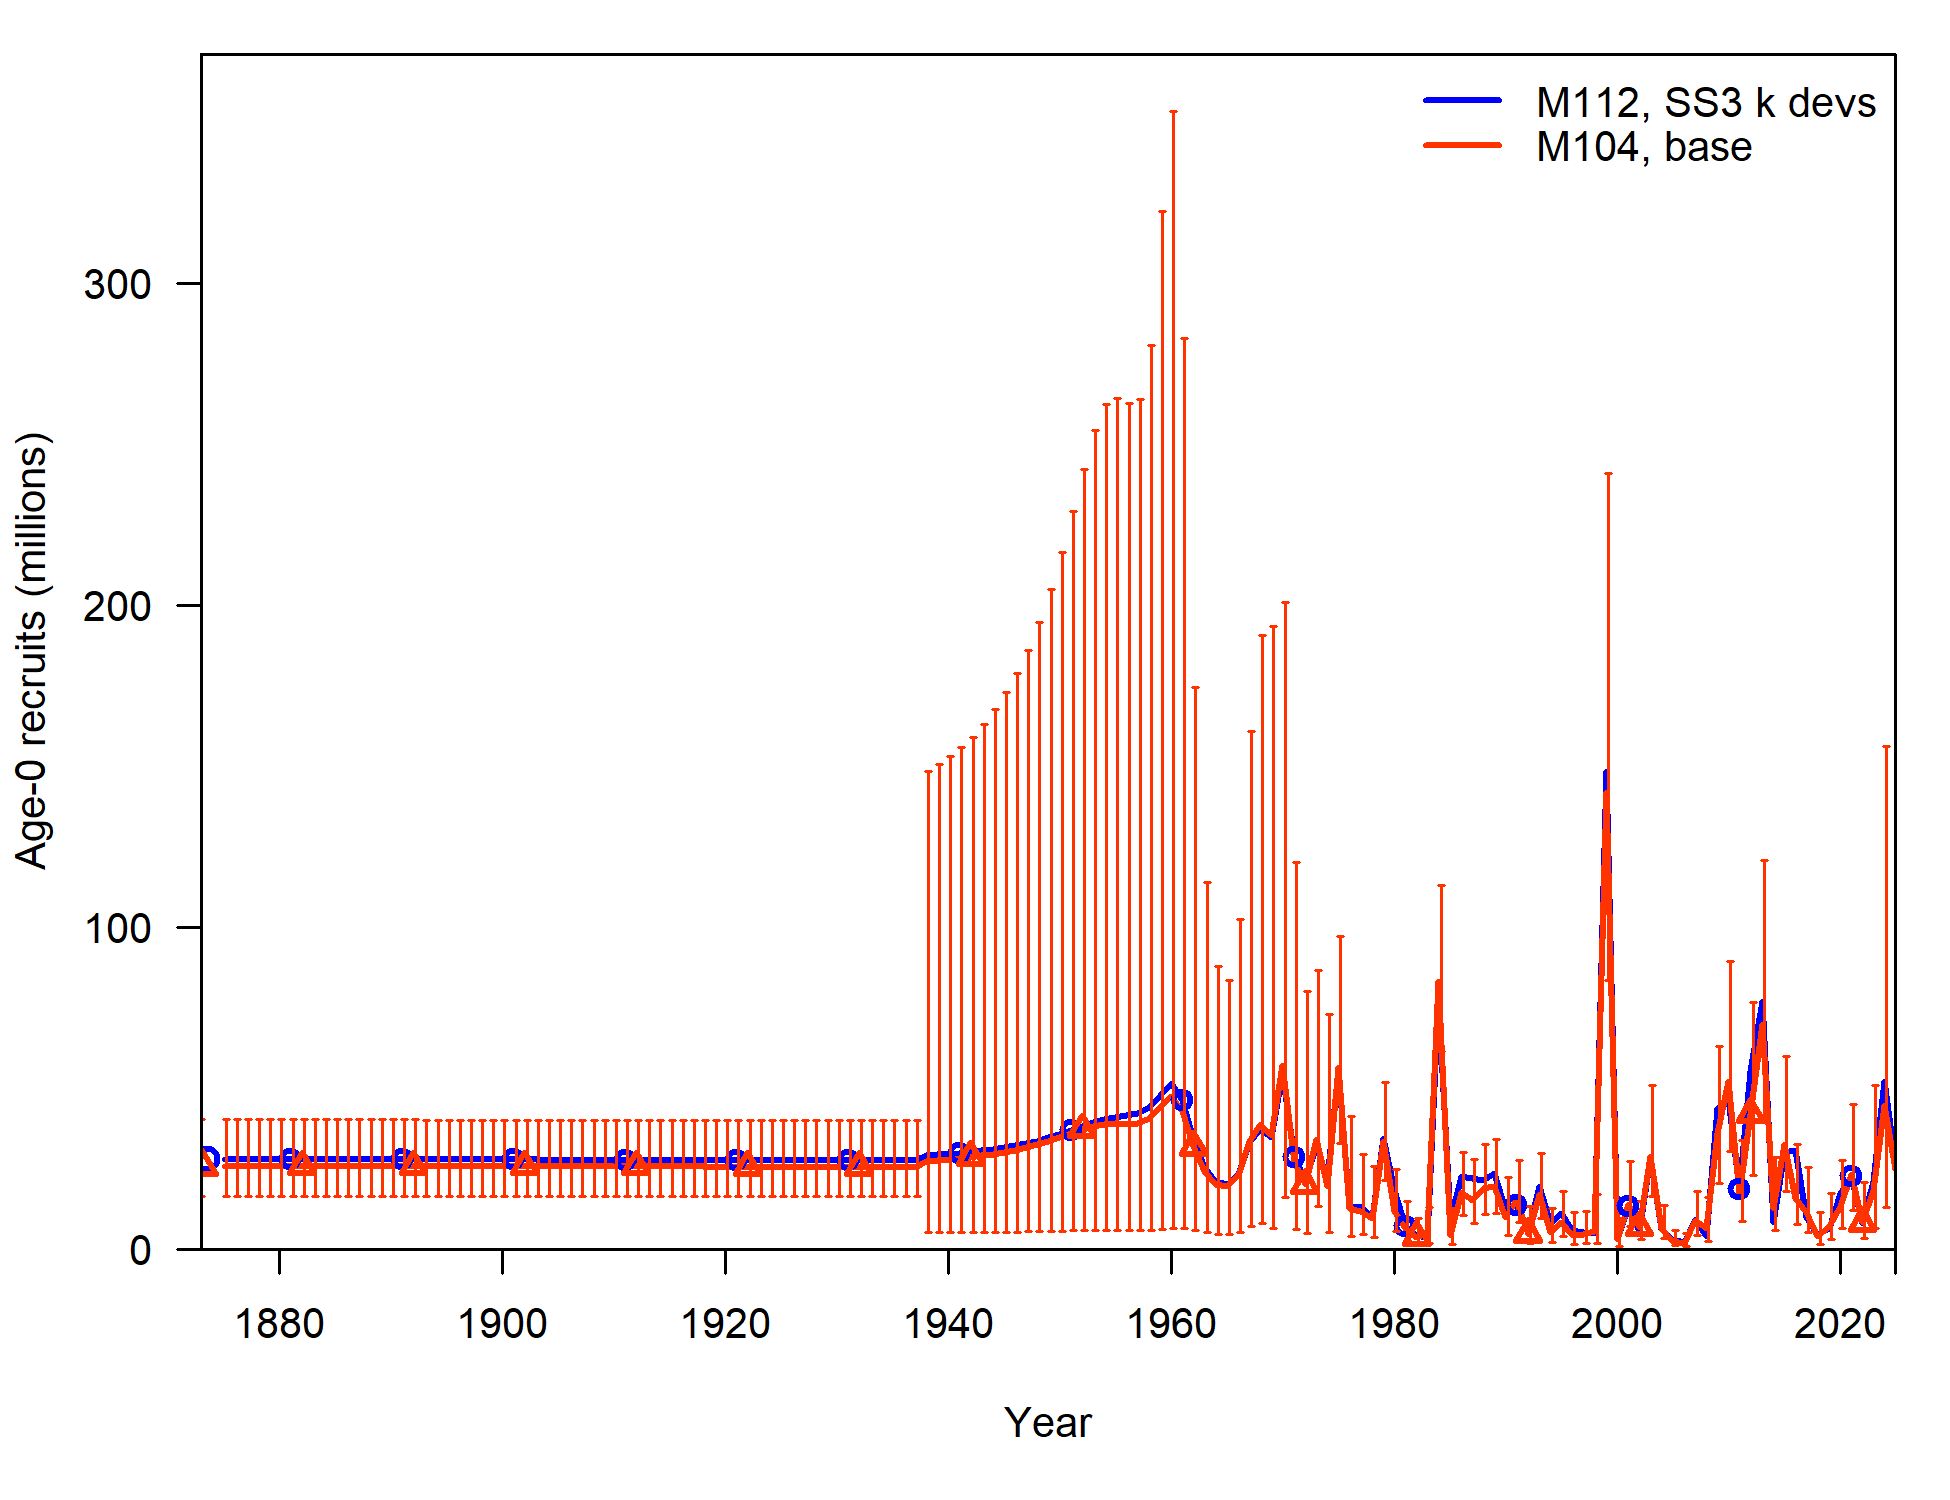 M112, SS3 k devs
M104, base
Age-0 recruits (millions)
300
200
100
0
1880 1900 1920 1940 1960 1980 2000 2020
Year